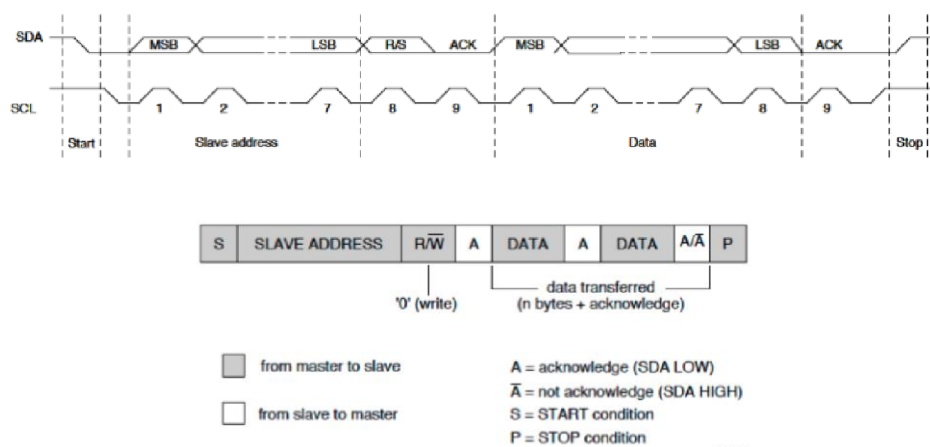 SDA MSB LSB R/S ACK MSB LSB ACK
SCL 1 2 7 8 9 1 2 7 8 9
Start Slave address Data Stop
S SLAVE ADDRESS R/W̅ A DATA A DATA A/A̅ P
'0' (write)
data transferred
(n bytes + acknowledge)
from master to slave
from slave to master
A = acknowledge (SDA LOW)
A̅ = not acknowledge (SDA HIGH)
S = START condition
P = STOP condition